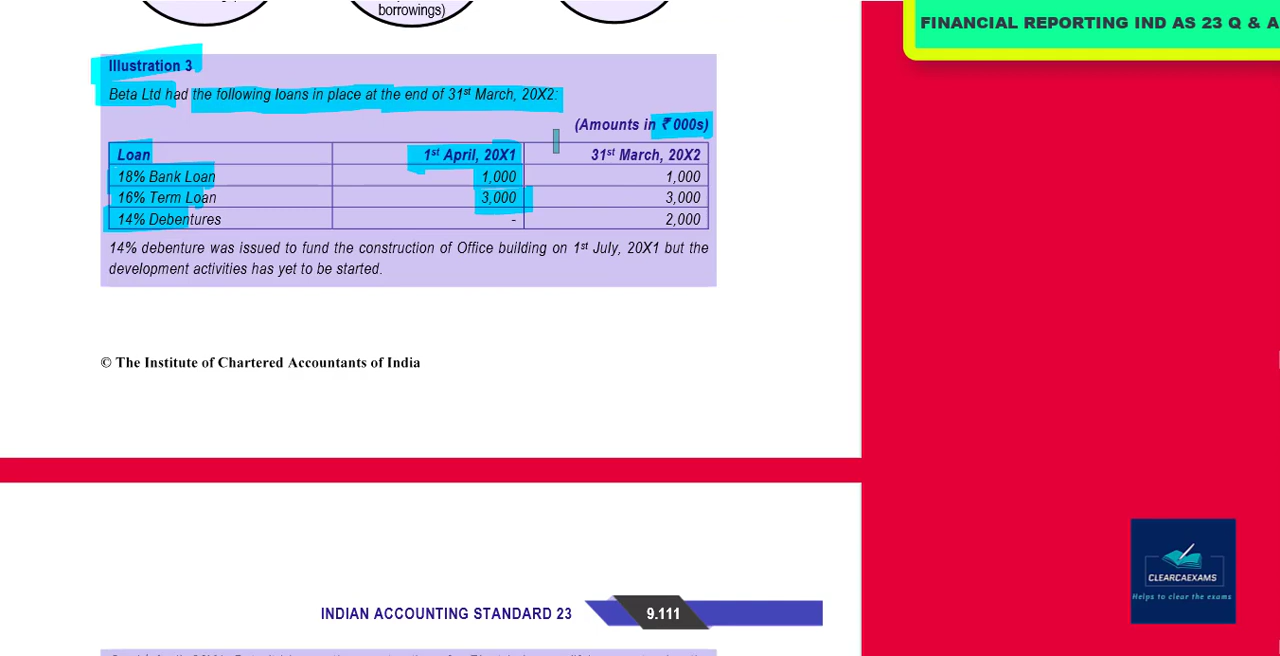 FINANCIAL REPORTING IND AS 23 Q & A
borrowings)
Illustration 3
Beta Ltd had the following loans in place at the end of 31st March, 20X2:
(Amounts in ₹ 000s)
Loan 1st April, 20X1 31st March, 20X2
18% Bank Loan 1,000 1,000
16% Term Loan 3,000 3,000
14% Debentures - 2,000
14% debenture was issued to fund the construction of Office building on 1st July, 20X1 but the
development activities has yet to be started.
© The Institute of Chartered Accountants of India
CLEARCAEXAMS
Helps to clear the exams
INDIAN ACCOUNTING STANDARD 23 9.111